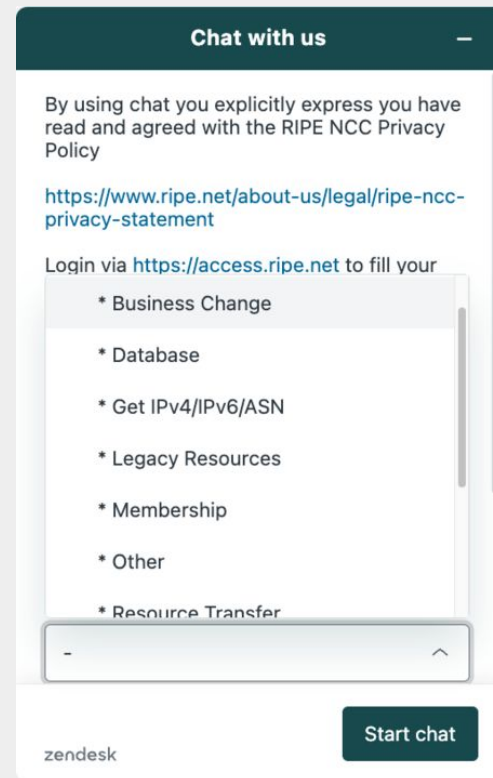 Chat with us
By using chat you explicitly express you have
read and agreed with the RIPE NCC Privacy
Policy
https://www.ripe.net/about-us/legal/ripe-ncc-
privacy-statement
Login via https://access.ripe.net to fill your
* Business Change
* Database
* Get IPv4/IPv6/ASN
* Legacy Resources
* Membership
* Other
* Resource Transfer
-
Start chat
zendesk